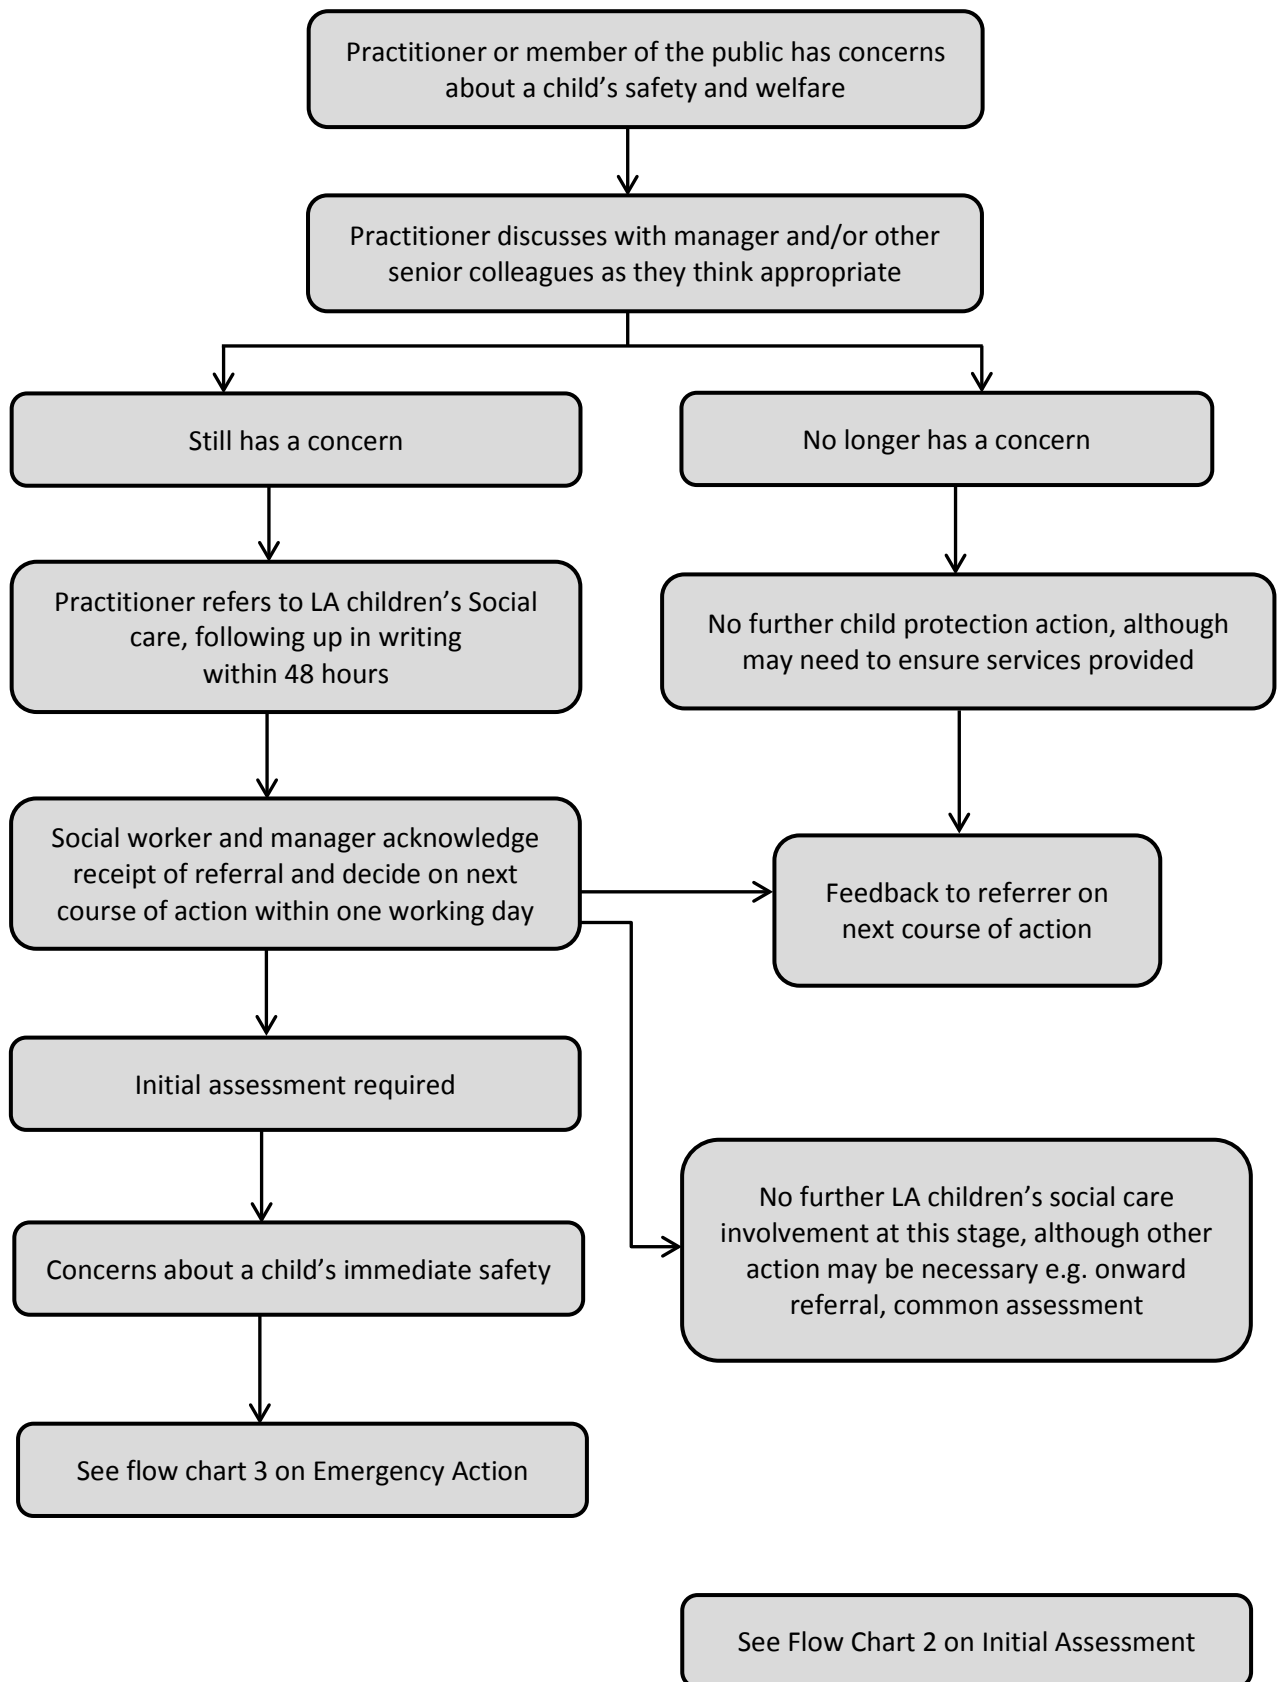 Practitioner or member of the public has concerns
about a child’s safety and welfare
Practitioner discusses with manager and/or other
senior colleagues as they think appropriate
Still has a concern
No longer has a concern
Practitioner refers to LA children’s Social
care, following up in writing
within 48 hours
No further child protection action, although
may need to ensure services provided
Social worker and manager acknowledge
receipt of referral and decide on next
course of action within one working day
Feedback to referrer on
next course of action
Initial assessment required
No further LA children’s social care
involvement at this stage, although other
action may be necessary e.g. onward
referral, common assessment
Concerns about a child’s immediate safety
See flow chart 3 on Emergency Action
See Flow Chart 2 on Initial Assessment